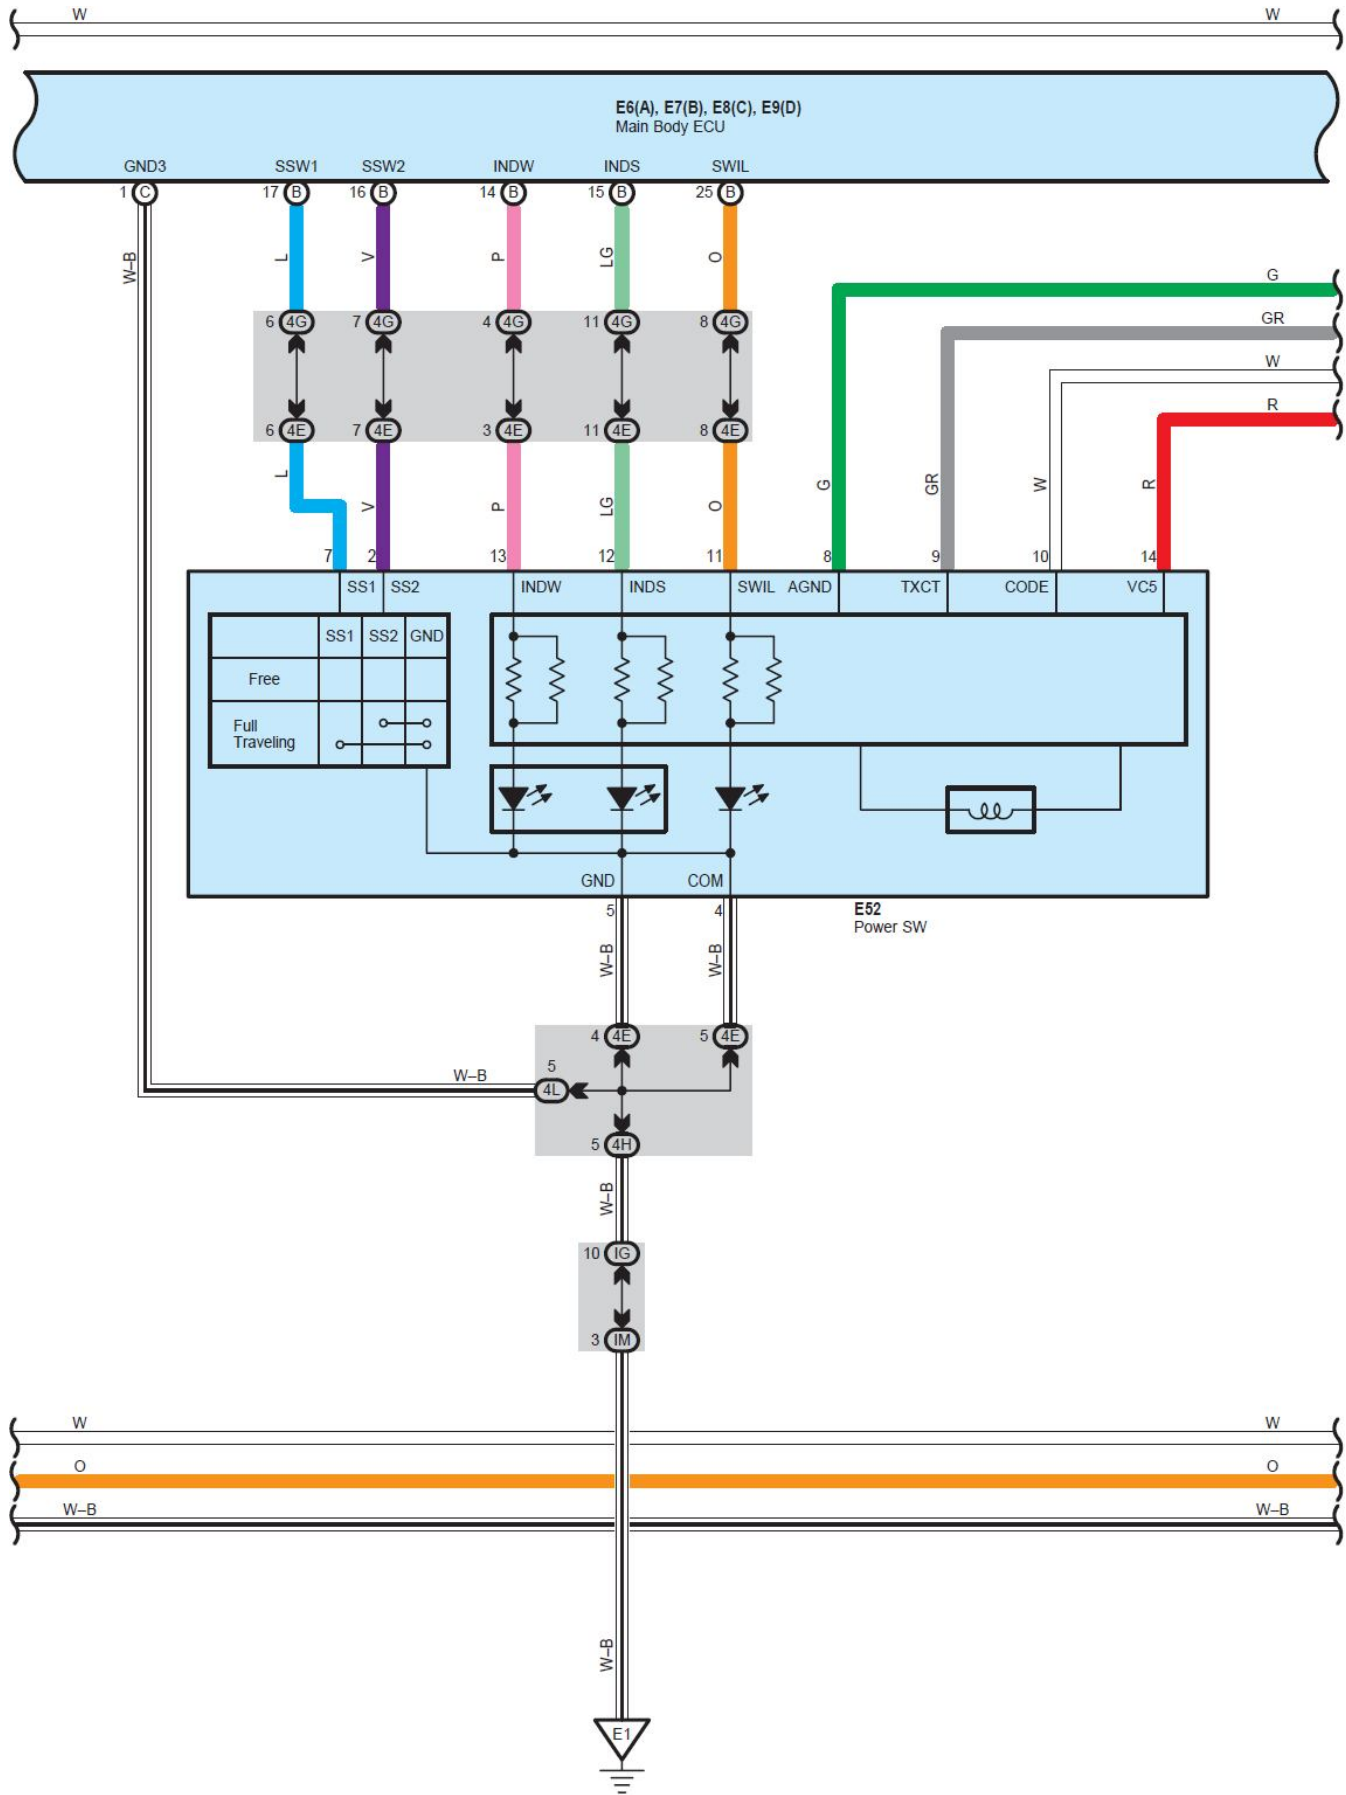 W W
E6(A), E7(B), E8(C), E9(D)
Main Body ECU
GND3 SSW1 SSW2 INDW INDS SWIL
1 C 17 B 16 B 14 B 15 B 25 B
W–B L V P LG O
G
GR
W
R
6 4G 7 4G 4 4G 11 4G 8 4G
6 4E 7 4E 3 4E 11 4E 8 4E
L V P LG O G GR W R
7 2 13 12 11 8 9 10 14
SS1 SS2 INDW INDS SWIL AGND TXCT CODE VC5
SS1 SS2 GND
Free
Full
Traveling
GND COM
5 4
E52
Power SW
W–B W–B
4 4E 5 4E
W–B 5 4L
5 4H
W–B
10 IG
3 IM
W W
O O
W–B W–B
W–B
E1